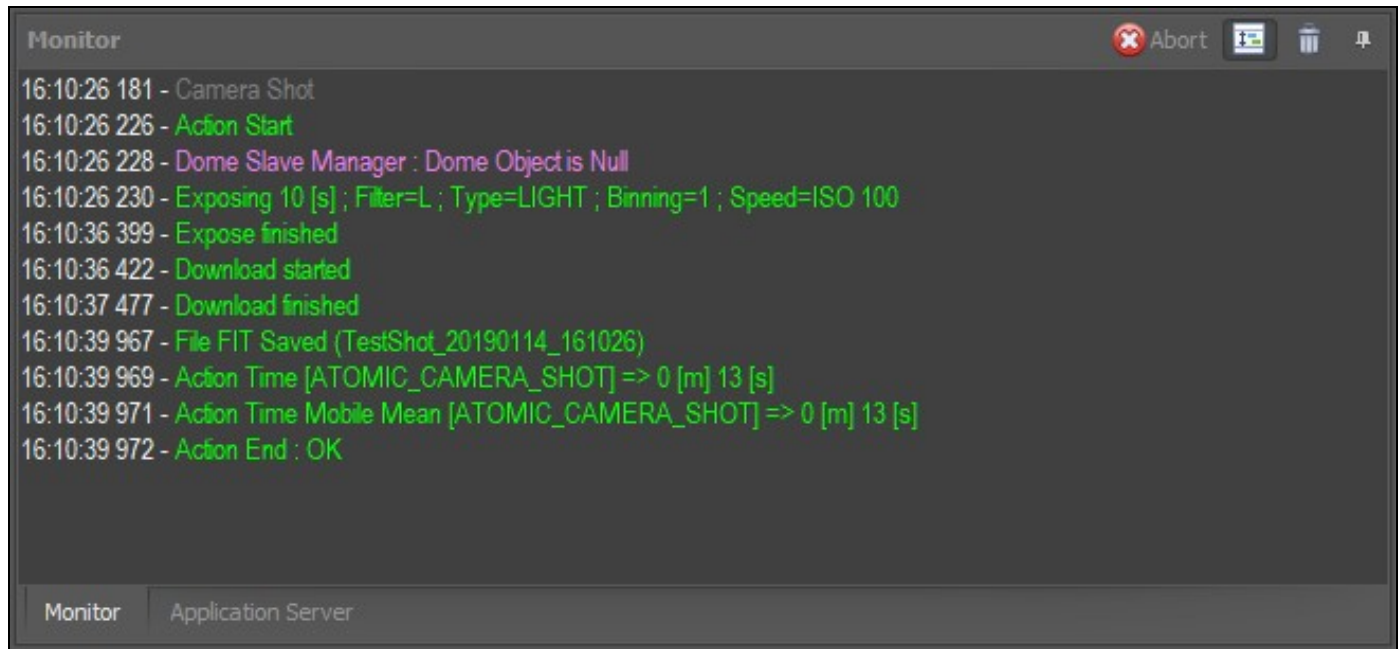 Monitor Abort
16:10:26 181 - Camera Shot
16:10:26 226 - Action Start
16:10:26 228 - Dome Slave Manager : Dome Object is Null
16:10:26 230 - Exposing 10 [s] ; Filter=L ; Type=LIGHT ; Binning=1 ; Speed=ISO 100
16:10:36 399 - Expose finished
16:10:36 422 - Download started
16:10:37 477 - Download finished
16:10:39 967 - File FIT Saved (TestShot_20190114_161026)
16:10:39 969 - Action Time [ATOMIC_CAMERA_SHOT] => 0 [m] 13 [s]
16:10:39 971 - Action Time Mobile Mean [ATOMIC_CAMERA_SHOT] => 0 [m] 13 [s]
16:10:39 972 - Action End : OK
Monitor Application Server